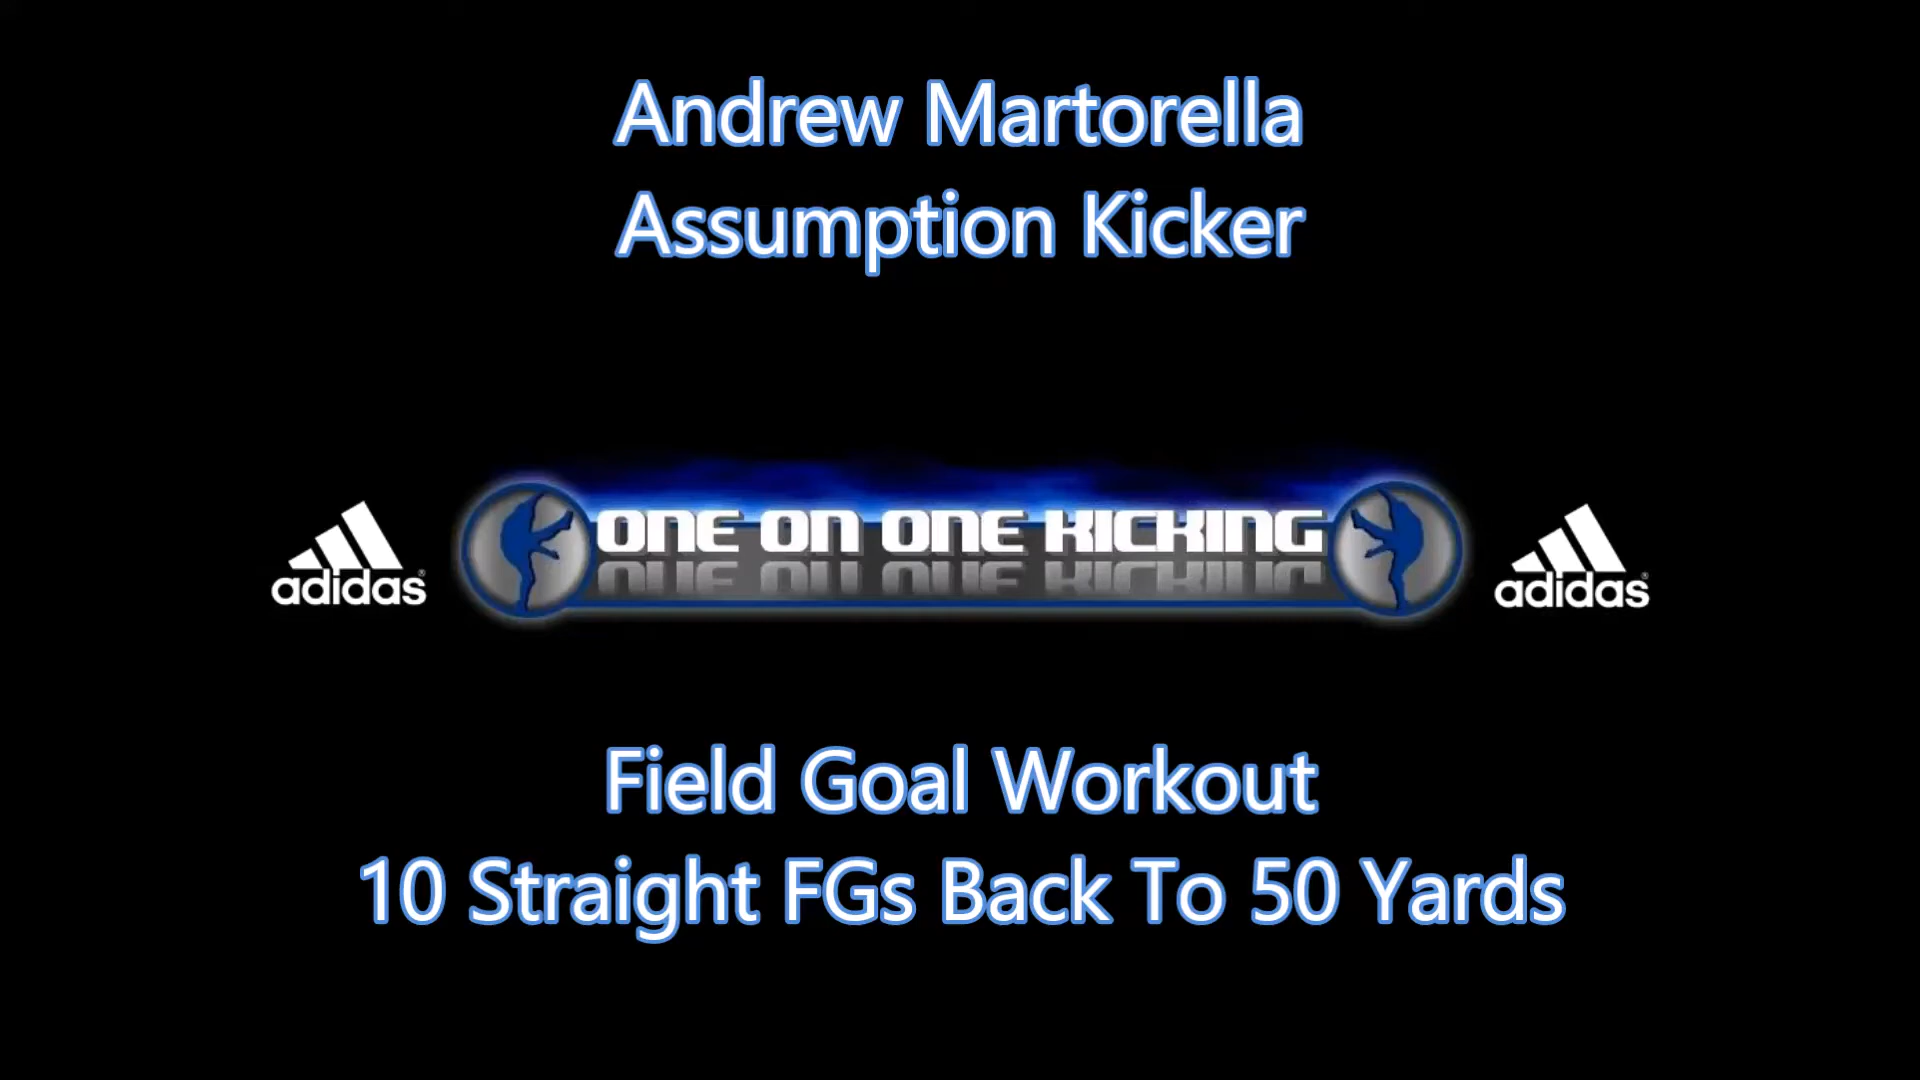 Andrew Martorella
Assumption Kicker
adidas
ONE ON ONE KICKING
adidas
Field Goal Workout
10 Straight FGs Back To 50 Yards